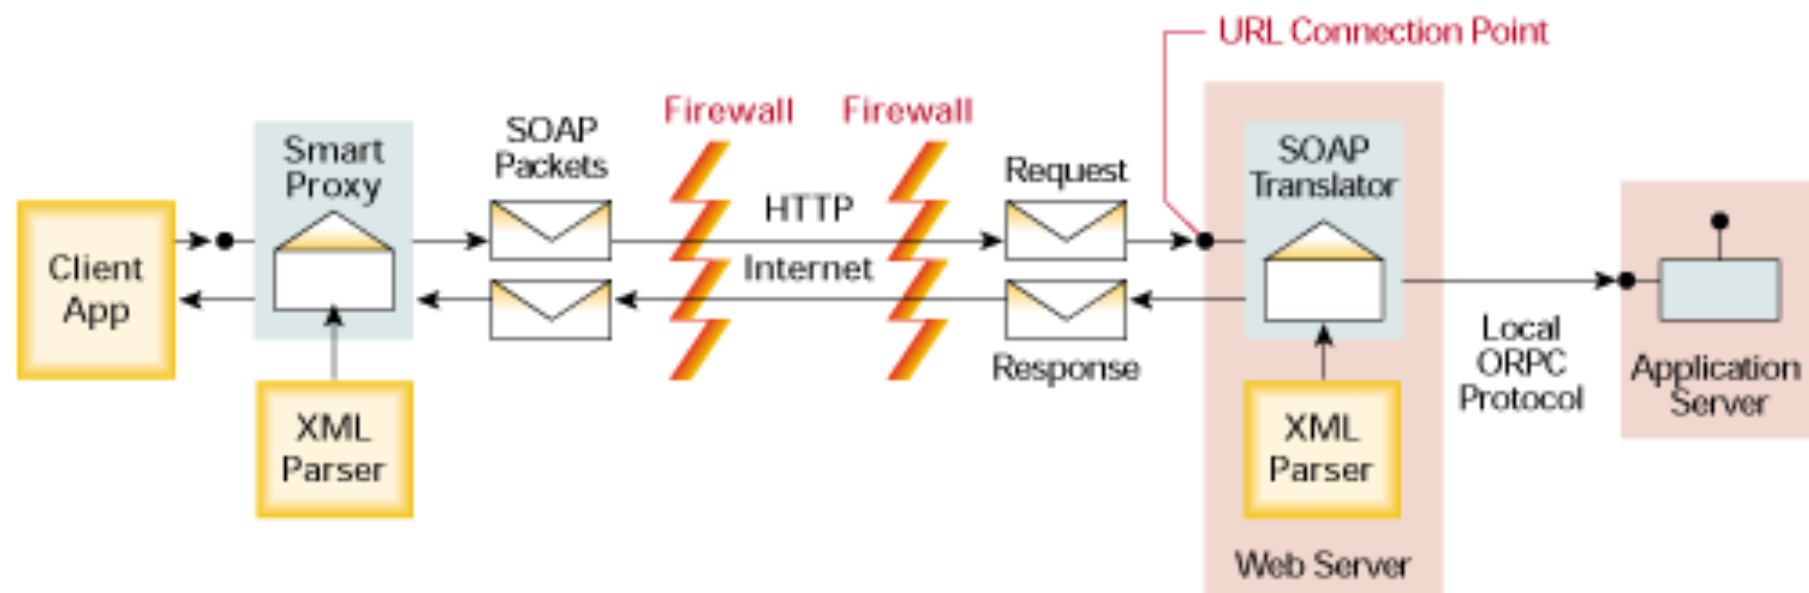 URL Connection Point
Firewall
Firewall
SOAP
Packets
Smart
Proxy
Request
SOAP
Translator
HTTP
Internet
Client
App
Response
Local
ORPC
Protocol
Application
Server
XML
Parser
XML
Parser
Web Server